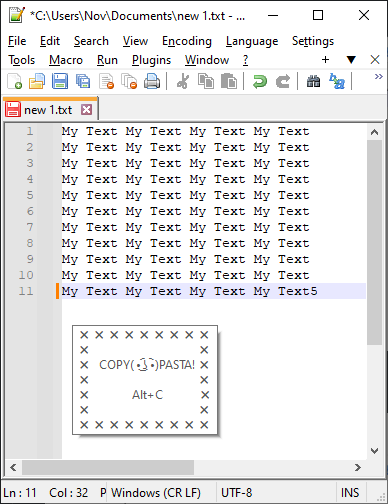 *C:\Users\Nov\Documents\new 1.txt - ...
File Edit Search View Encoding Language Settings
Tools Macro Run Plugins Window ? + ▼ ✕
new 1.txt
1 My Text My Text My Text My Text
2 My Text My Text My Text My Text
3 My Text My Text My Text My Text
4 My Text My Text My Text My Text
5 My Text My Text My Text My Text
6 My Text My Text My Text My Text
7 My Text My Text My Text My Text
8 My Text My Text My Text My Text
9 My Text My Text My Text My Text
10 My Text My Text My Text My Text
11 My Text My Text My Text My Text5
✕ ✕ ✕ ✕ ✕ ✕ ✕ ✕ ✕
✕ ✕
✕ COPY( ͡° ͜ʖ ͡°)PASTA! ✕
✕ ✕
✕ Alt+C ✕
✕ ✕
✕ ✕ ✕ ✕ ✕ ✕ ✕ ✕ ✕
Ln : 11 Col : 32 P Windows (CR LF) UTF-8 INS